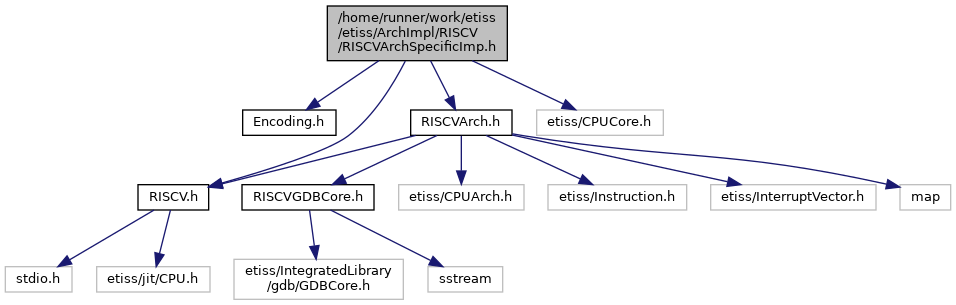 /home/runner/work/etiss
/etiss/ArchImpl/RISCV
/RISCVArchSpecificImp.h
Encoding.h
RISCVArch.h
etiss/CPUCore.h
RISCV.h
RISCVGDBCore.h
etiss/CPUArch.h
etiss/Instruction.h
etiss/InterruptVector.h
map
stdio.h
etiss/jit/CPU.h
etiss/IntegratedLibrary
/gdb/GDBCore.h
sstream